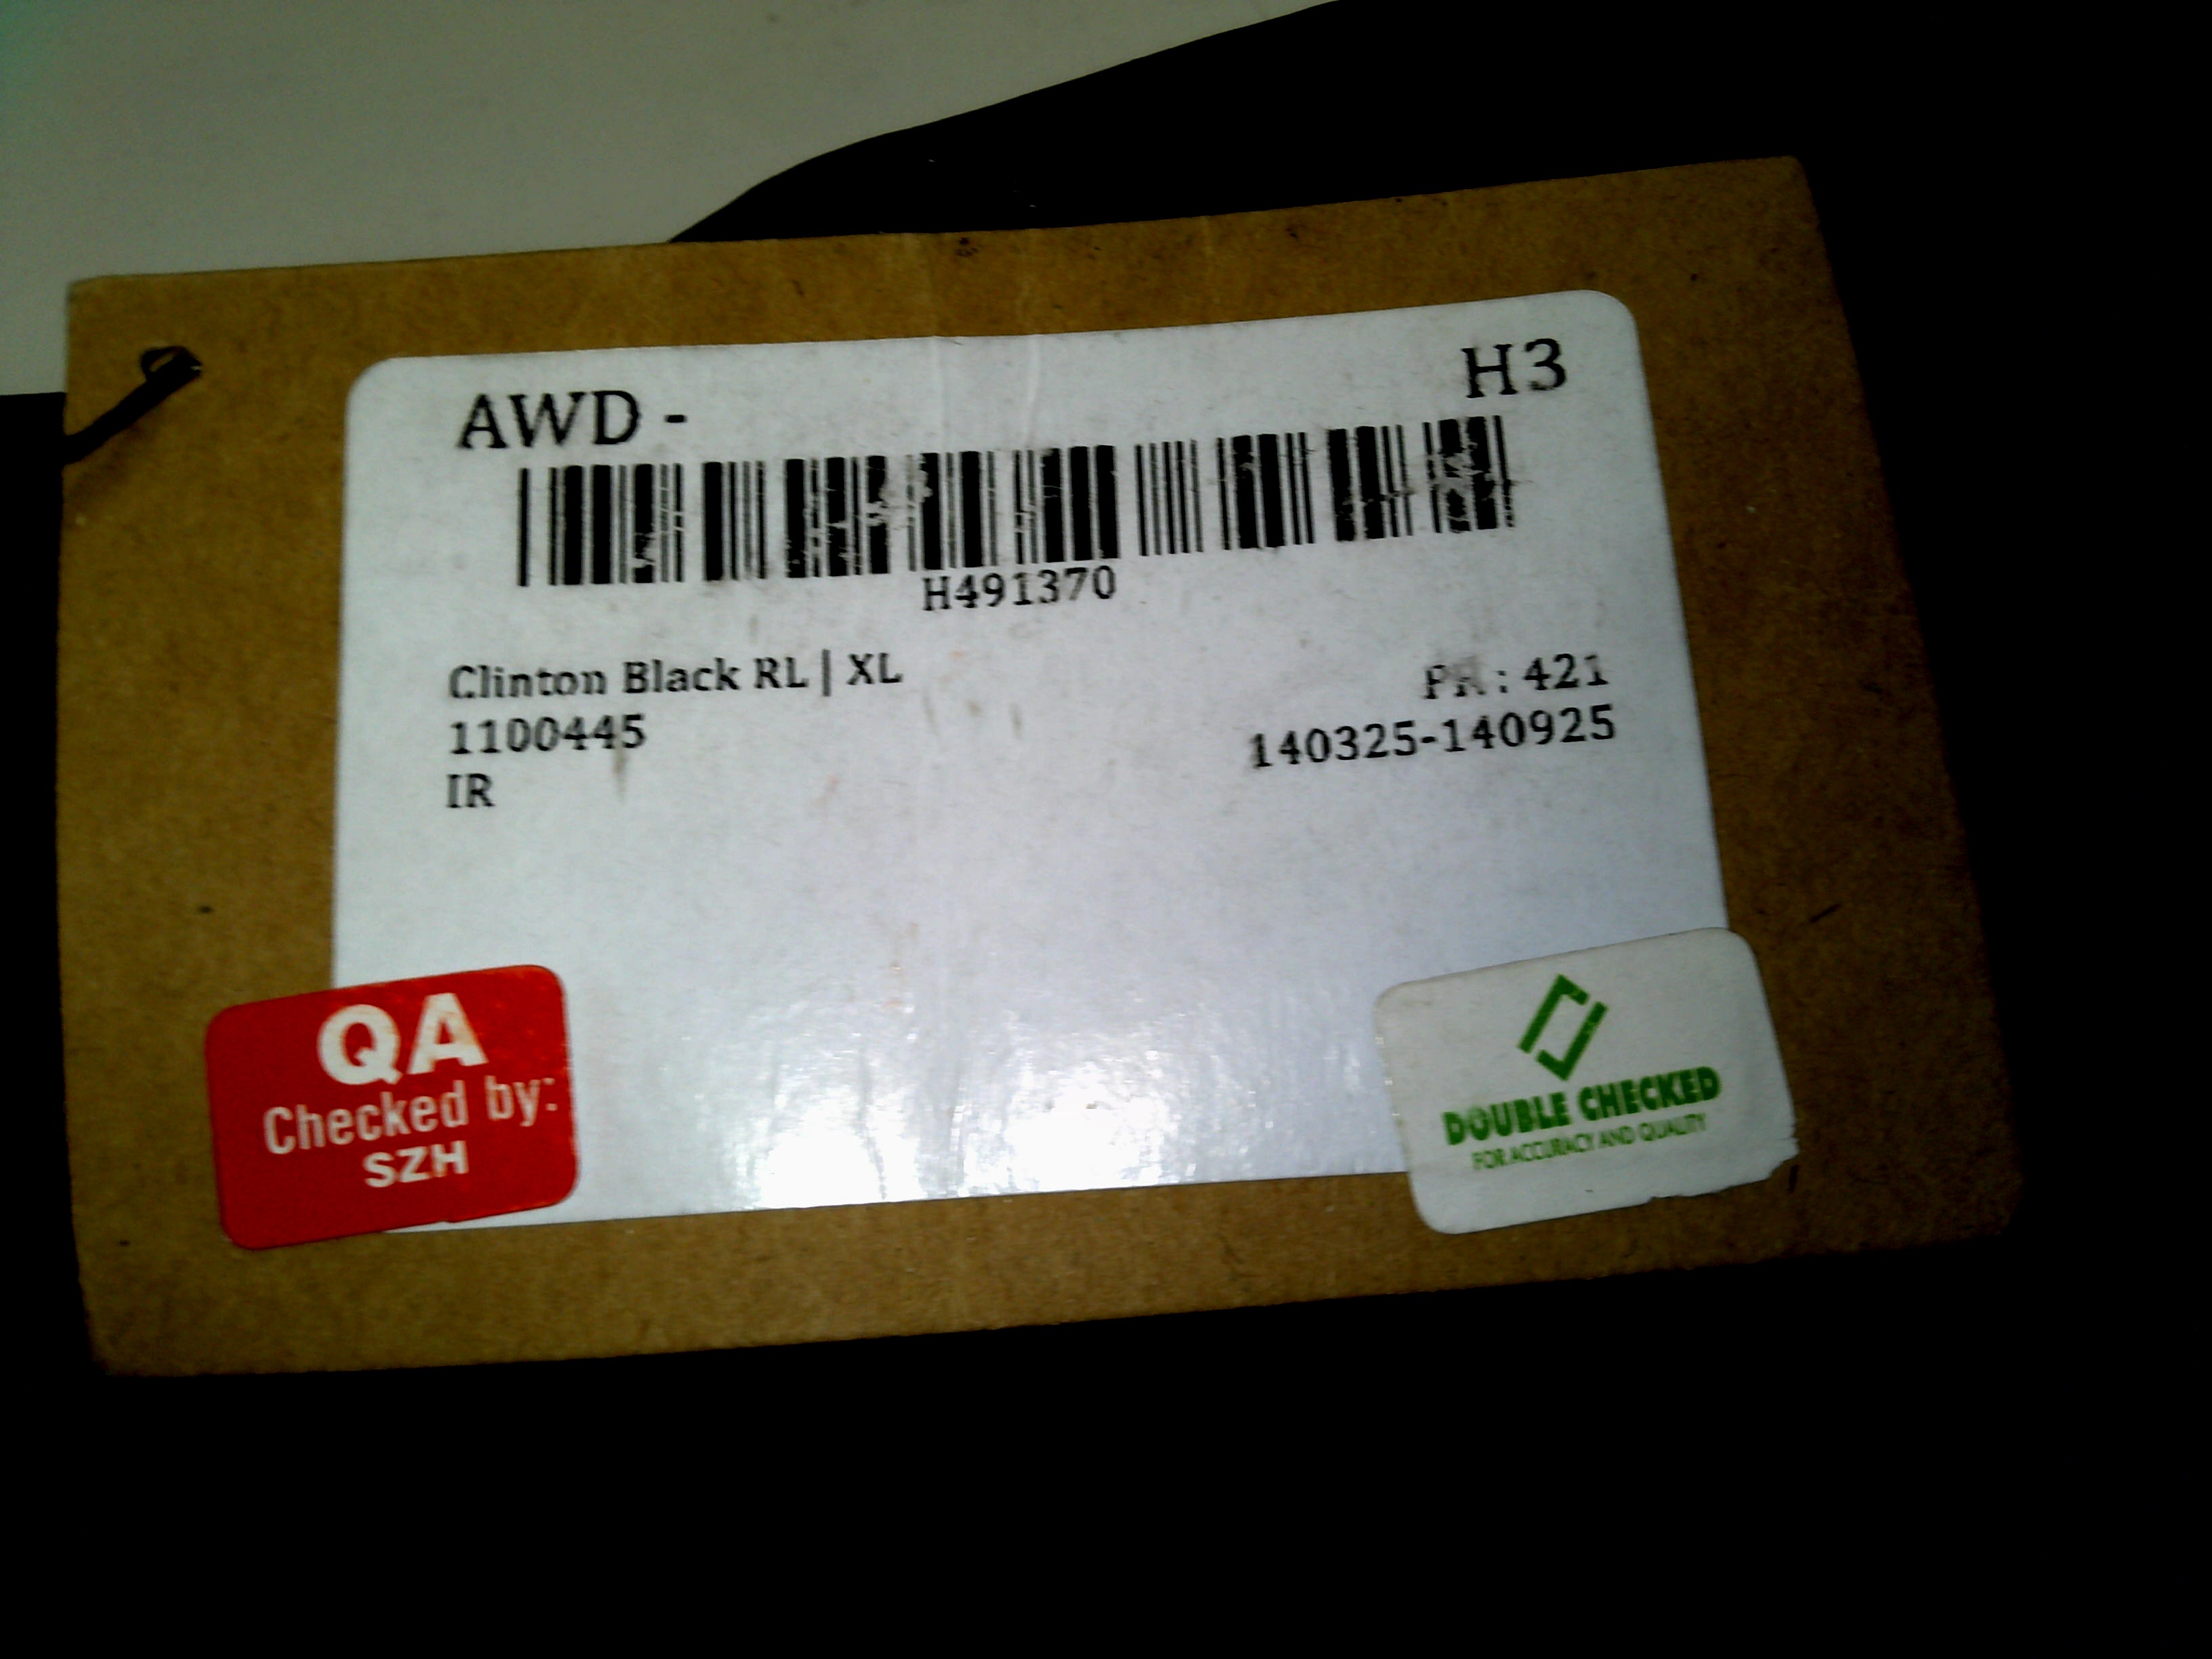 AWD - H3
H491370
Clinton Black RL | XL PR : 421
1100445 140325-140925
IR
QA
Checked by:
SZH
DOUBLE CHECKED
FOR ACCURACY AND QUALITY